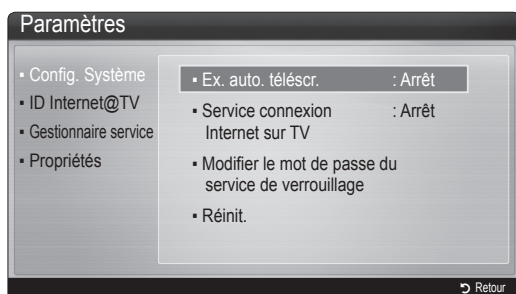 Paramètres
▪ Config. Système
▪ ID Internet@TV
▪ Gestionnaire service
▪ Propriétés
▪ Ex. auto. téléscr. : Arrêt
▪ Service connexion : Arrêt
Internet sur TV
▪ Modifier le mot de passe du
service de verrouillage
▪ Réinit.
Retour